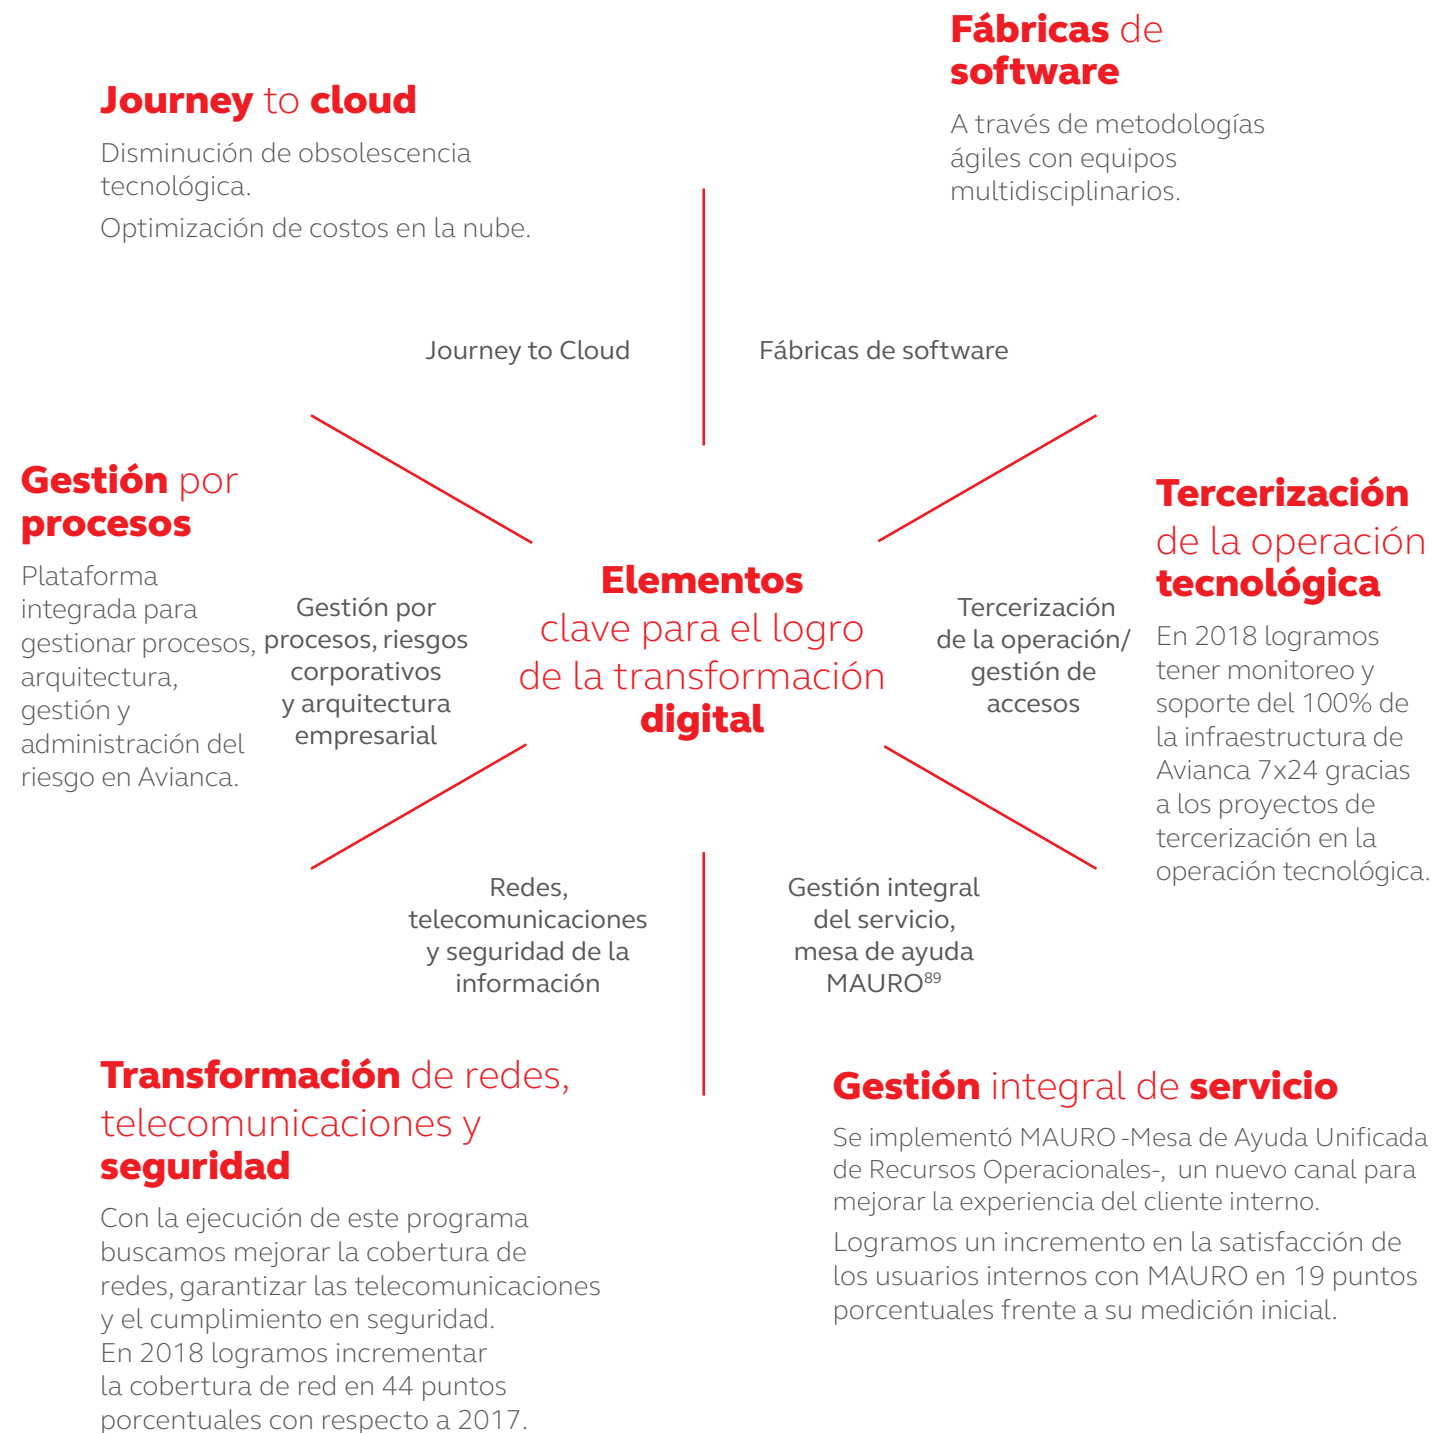 Journey to cloud
Disminución de obsolescencia
tecnológica.
Optimización de costos en la nube.
Fábricas de
software
A través de metodologías
ágiles con equipos
multidisciplinarios.
Journey to Cloud
Fábricas de software
Gestión por
procesos
Plataforma
integrada para
gestionar procesos,
arquitectura,
gestión y
administración del
riesgo en Avianca.
Gestión por
procesos, riesgos
corporativos
y arquitectura
empresarial
Elementos
clave para el logro
de la transformación
digital
Tercerización
de la operación/
gestión de
accesos
Tercerización
de la operación
tecnológica
En 2018 logramos
tener monitoreo y
soporte del 100% de
la infraestructura de
Avianca 7x24 gracias
a los proyectos de
tercerización en la
operación tecnológica.
Redes,
telecomunicaciones
y seguridad de la
información
Gestión integral
del servicio,
mesa de ayuda
MAURO⁸⁹
Transformación de redes,
telecomunicaciones y
seguridad
Con la ejecución de este programa
buscamos mejorar la cobertura de
redes, garantizar las telecomunicaciones
y el cumplimiento en seguridad.
En 2018 logramos incrementar
la cobertura de red en 44 puntos
porcentuales con respecto a 2017.
Gestión integral de servicio
Se implementó MAURO -Mesa de Ayuda Unificada
de Recursos Operacionales-, un nuevo canal para
mejorar la experiencia del cliente interno.
Logramos un incremento en la satisfacción de
los usuarios internos con MAURO en 19 puntos
porcentuales frente a su medición inicial.